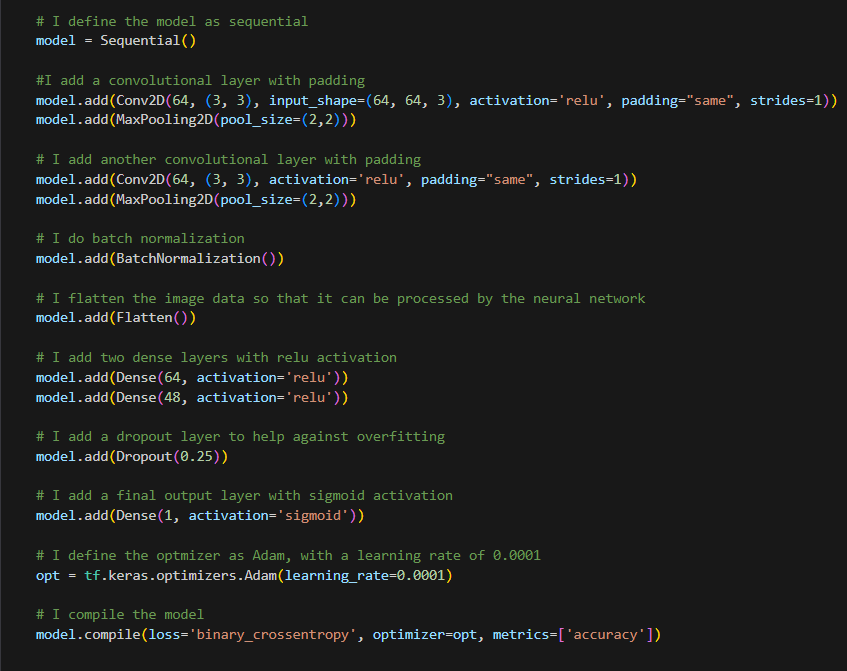 # I define the model as sequential
model = Sequential()
#I add a convolutional layer with padding
model.add(Conv2D(64, (3, 3), input_shape=(64, 64, 3), activation='relu', padding="same", strides=1))
model.add(MaxPooling2D(pool_size=(2,2)))
# I add another convolutional layer with padding
model.add(Conv2D(64, (3, 3), activation='relu', padding="same", strides=1))
model.add(MaxPooling2D(pool_size=(2,2)))
# I do batch normalization
model.add(BatchNormalization())
# I flatten the image data so that it can be processed by the neural network
model.add(Flatten())
# I add two dense layers with relu activation
model.add(Dense(64, activation='relu'))
model.add(Dense(48, activation='relu'))
# I add a dropout layer to help against overfitting
model.add(Dropout(0.25))
# I add a final output layer with sigmoid activation
model.add(Dense(1, activation='sigmoid'))
# I define the optmizer as Adam, with a learning rate of 0.0001
opt = tf.keras.optimizers.Adam(learning_rate=0.0001)
# I compile the model
model.compile(loss='binary_crossentropy', optimizer=opt, metrics=['accuracy'])